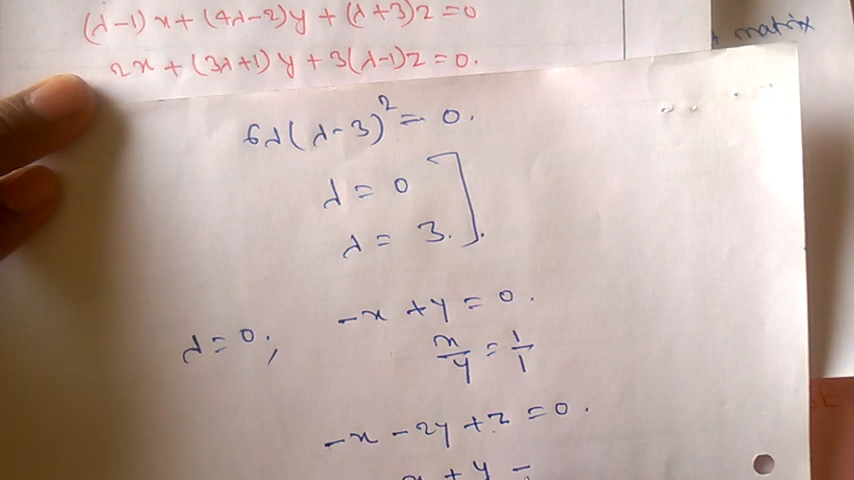 (λ-1)x+(4λ-2)y+(λ+3)z=0
matrix
2x+(3λ+1)y+3(λ-1)z=0.
6λ(λ-3)²=0.
λ=0
λ=3.
λ=0; -x+y=0.
x/y=1/1
-x-2y+z=0.